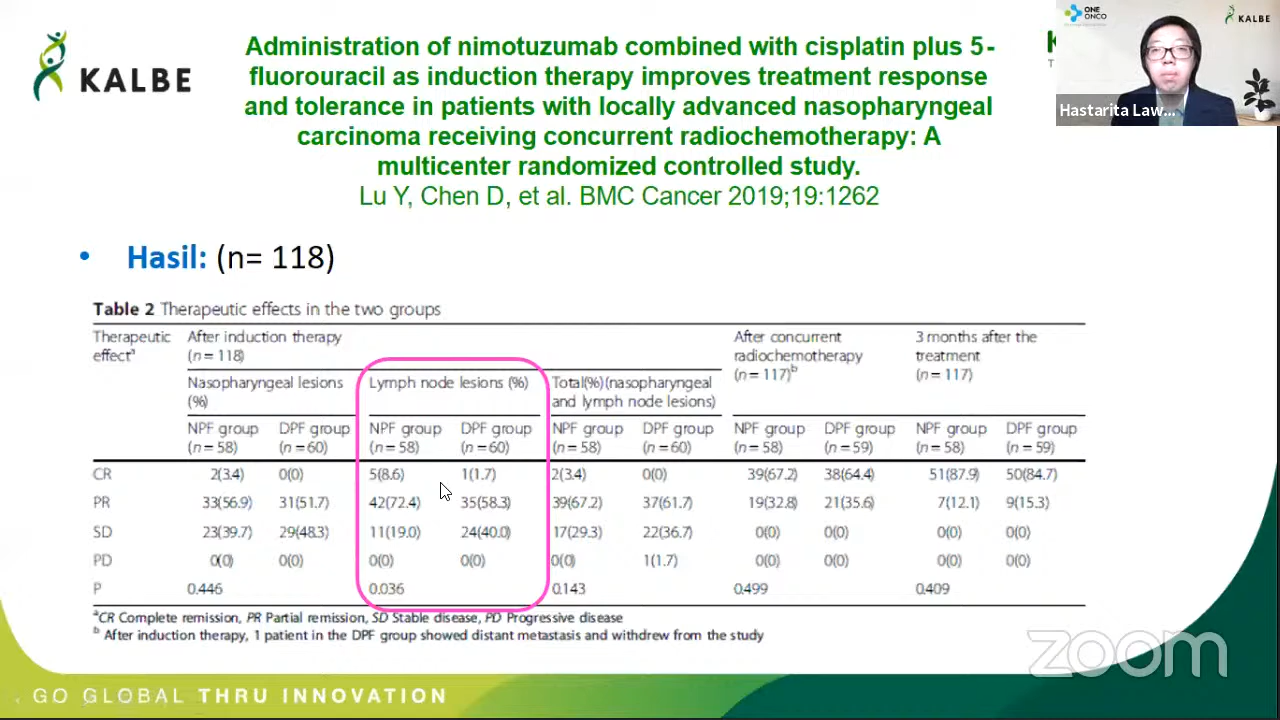 KALBE
Administration of nimotuzumab combined with cisplatin plus 5-
fluorouracil as induction therapy improves treatment response
and tolerance in patients with locally advanced nasopharyngeal
carcinoma receiving concurrent radiochemotherapy: A
multicenter randomized controlled study.
Lu Y, Chen D, et al. BMC Cancer 2019;19:1262
ONE
ONCO
KALBE
Hastarita Law...
• Hasil: (n= 118)
Table 2 Therapeutic effects in the two groups
Therapeutic After induction therapy After concurrent 3 months after the
effectᵃ (n = 118) radiochemotherapy treatment
(n = 117)ᵇ (n = 117)
Nasopharyngeal lesions Lymph node lesions (%) Total(%)(nasopharyngeal
(%) and lymph node lesions)
NPF group DPF group NPF group DPF group NPF group DPF group NPF group DPF group NPF group DPF group
(n = 58) (n = 60) (n = 58) (n = 60) (n = 58) (n = 60) (n = 58) (n = 59) (n = 58) (n = 59)
CR 2(3.4) 0(0) 5(8.6) 1(1.7) 2(3.4) 0(0) 39(67.2) 38(64.4) 51(87.9) 50(84.7)
PR 33(56.9) 31(51.7) 42(72.4) 35(58.3) 39(67.2) 37(61.7) 19(32.8) 21(35.6) 7(12.1) 9(15.3)
SD 23(39.7) 29(48.3) 11(19.0) 24(40.0) 17(29.3) 22(36.7) 0(0) 0(0) 0(0) 0(0)
PD 0(0) 0(0) 0(0) 0(0) 0(0) 1(1.7) 0(0) 0(0) 0(0) 0(0)
P 0.446 0.036 0.143 0.499 0.409
ᵃCR Complete remission, PR Partial remission, SD Stable disease, PD Progressive disease
ᵇ After induction therapy, 1 patient in the DPF group showed distant metastasis and withdrew from the study
zoom
GO GLOBAL THRU INNOVATION